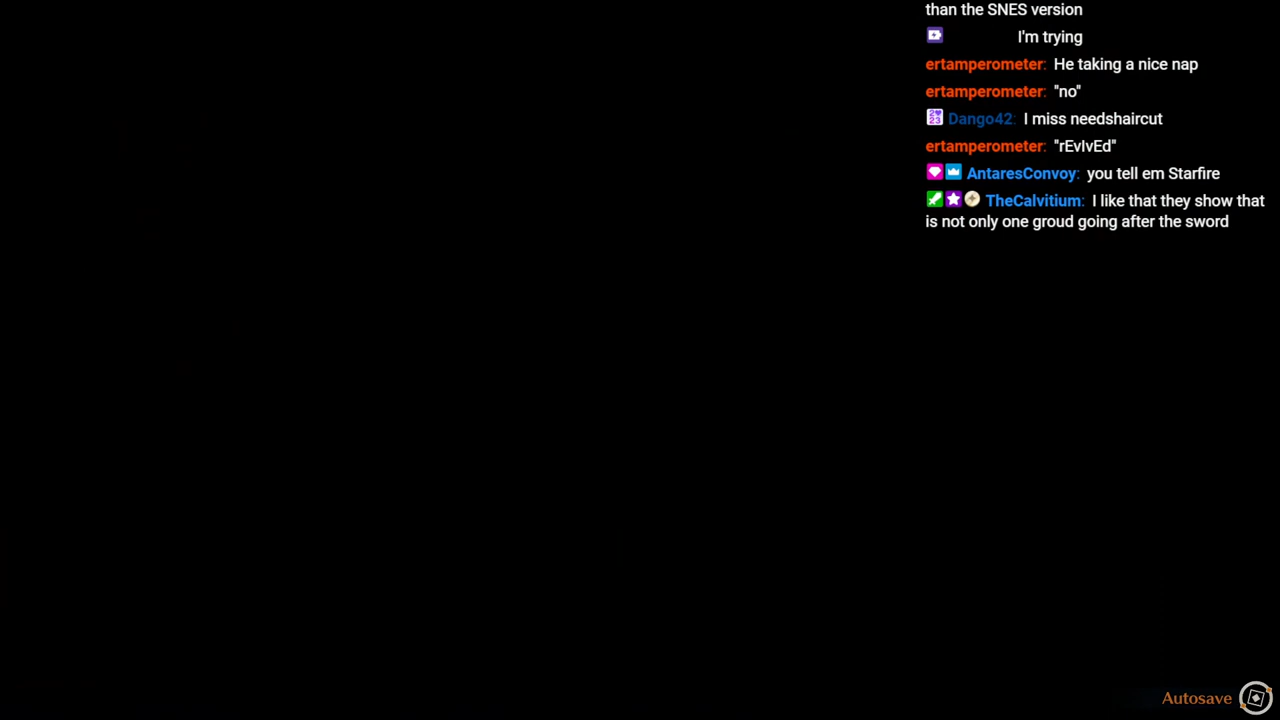 than the SNES version
I'm trying
ertamperometer: He taking a nice nap
ertamperometer: "no"
Dango42: I miss needshaircut
ertamperometer: "rEvIvEd"
AntaresConvoy: you tell em Starfire
TheCalvitium: I like that they show that
is not only one groud going after the sword
Autosave